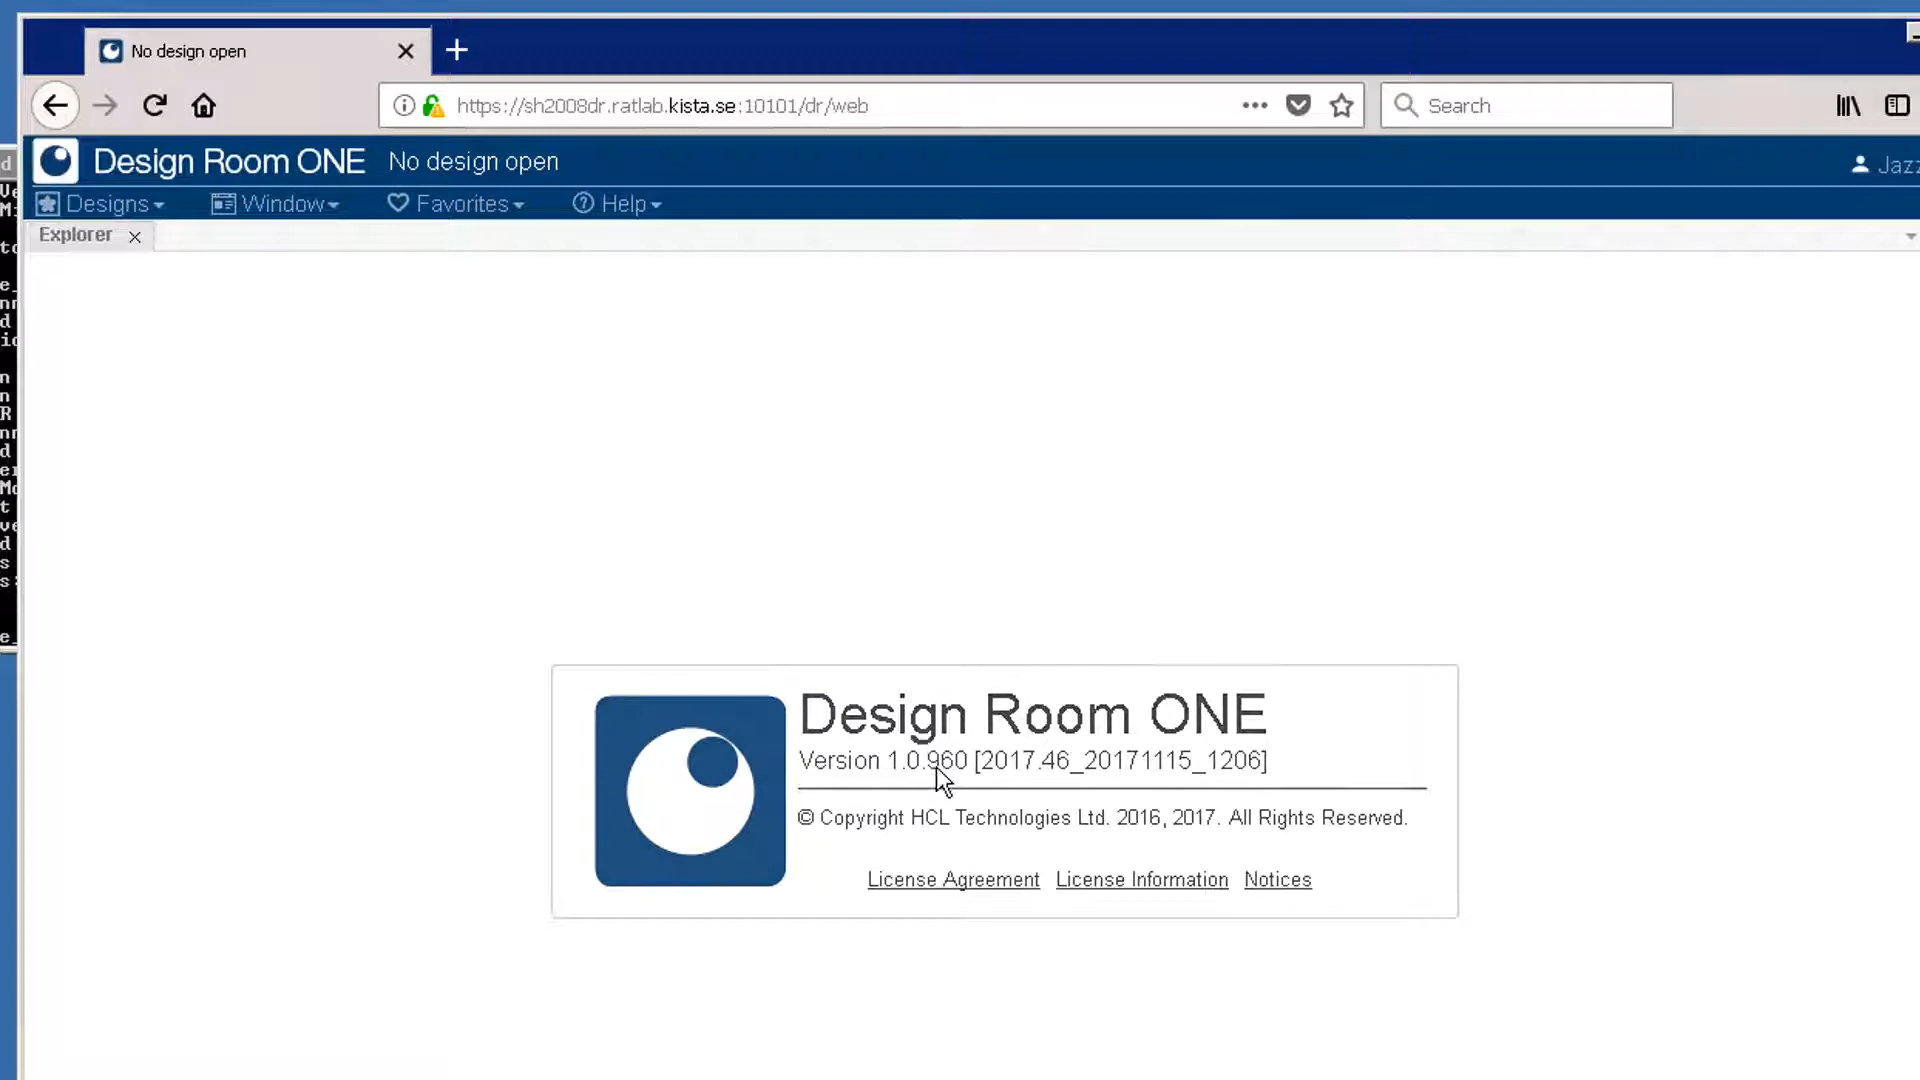 No design open
https://sh2008dr.ratlab.kista.se:10101/dr/web
Search
Design Room ONE No design open
Jazz
Designs Window Favorites Help
Explorer
Design Room ONE
Version 1.0.960 [2017.46_20171115_1206]
© Copyright HCL Technologies Ltd. 2016, 2017. All Rights Reserved.
License Agreement License Information Notices